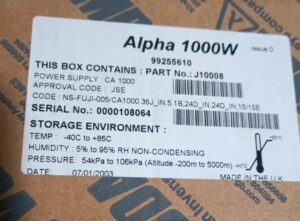 Alpha 1000W
issue 0
99255610
THIS BOX CONTAINS : PART No.: J10008
POWER SUPPLY : CA 1000
APPROVAL CODE : JSE
CODE : NS-FUJI-005/CA1000 36J_IN,5.1B,24D_IN,24D_IN,15/15E
SERIAL No.: 0000108064
STORAGE ENVIRONMENT :
TEMP : -40C to +85C
HUMIDITY : 5% to 95% RH NON-CONDENSING
PRESSURE: 54kPa to 106kPa (Altitude -200m to 5000m)
07/01/2003
MADE IN THE U.K